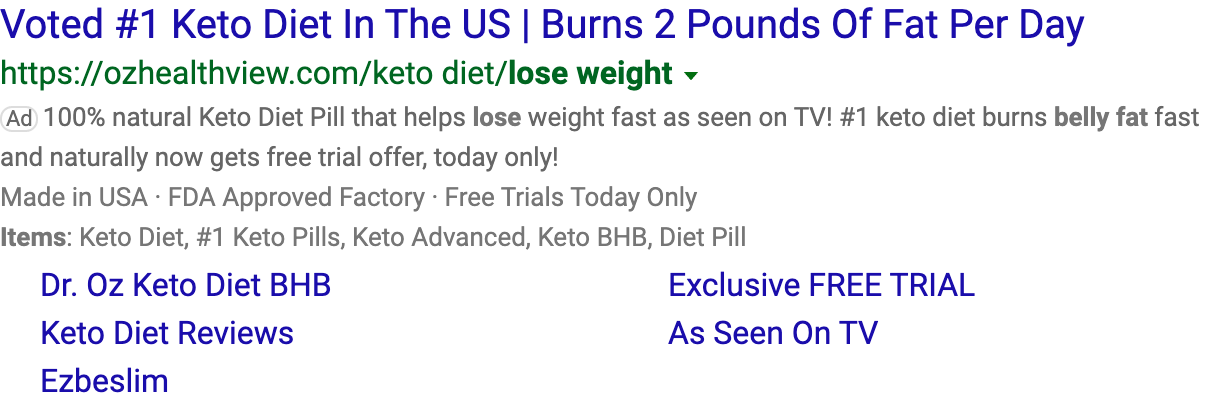 Voted #1 Keto Diet In The US | Burns 2 Pounds Of Fat Per Day
https://ozhealthview.com/keto diet/lose weight
Ad 100% natural Keto Diet Pill that helps lose weight fast as seen on TV! #1 keto diet burns belly fat fast
and naturally now gets free trial offer, today only!
Made in USA · FDA Approved Factory · Free Trials Today Only
Items: Keto Diet, #1 Keto Pills, Keto Advanced, Keto BHB, Diet Pill
Dr. Oz Keto Diet BHB
Exclusive FREE TRIAL
Keto Diet Reviews
As Seen On TV
Ezbeslim